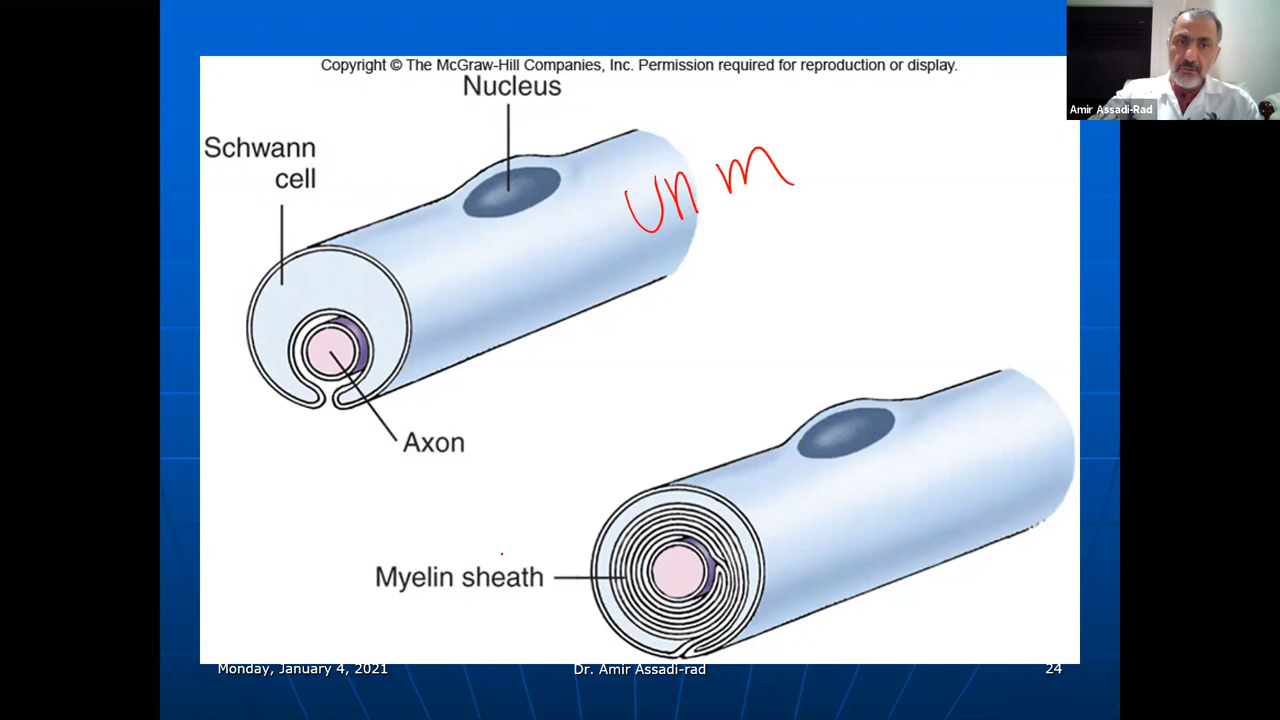 Copyright © The McGraw-Hill Companies, Inc. Permission required for reproduction or display.
Nucleus
Schwann
cell
un m
Axon
Myelin sheath
Amir Assadi-Rad
Monday, January 4, 2021
Dr. Amir Assadi-rad
24